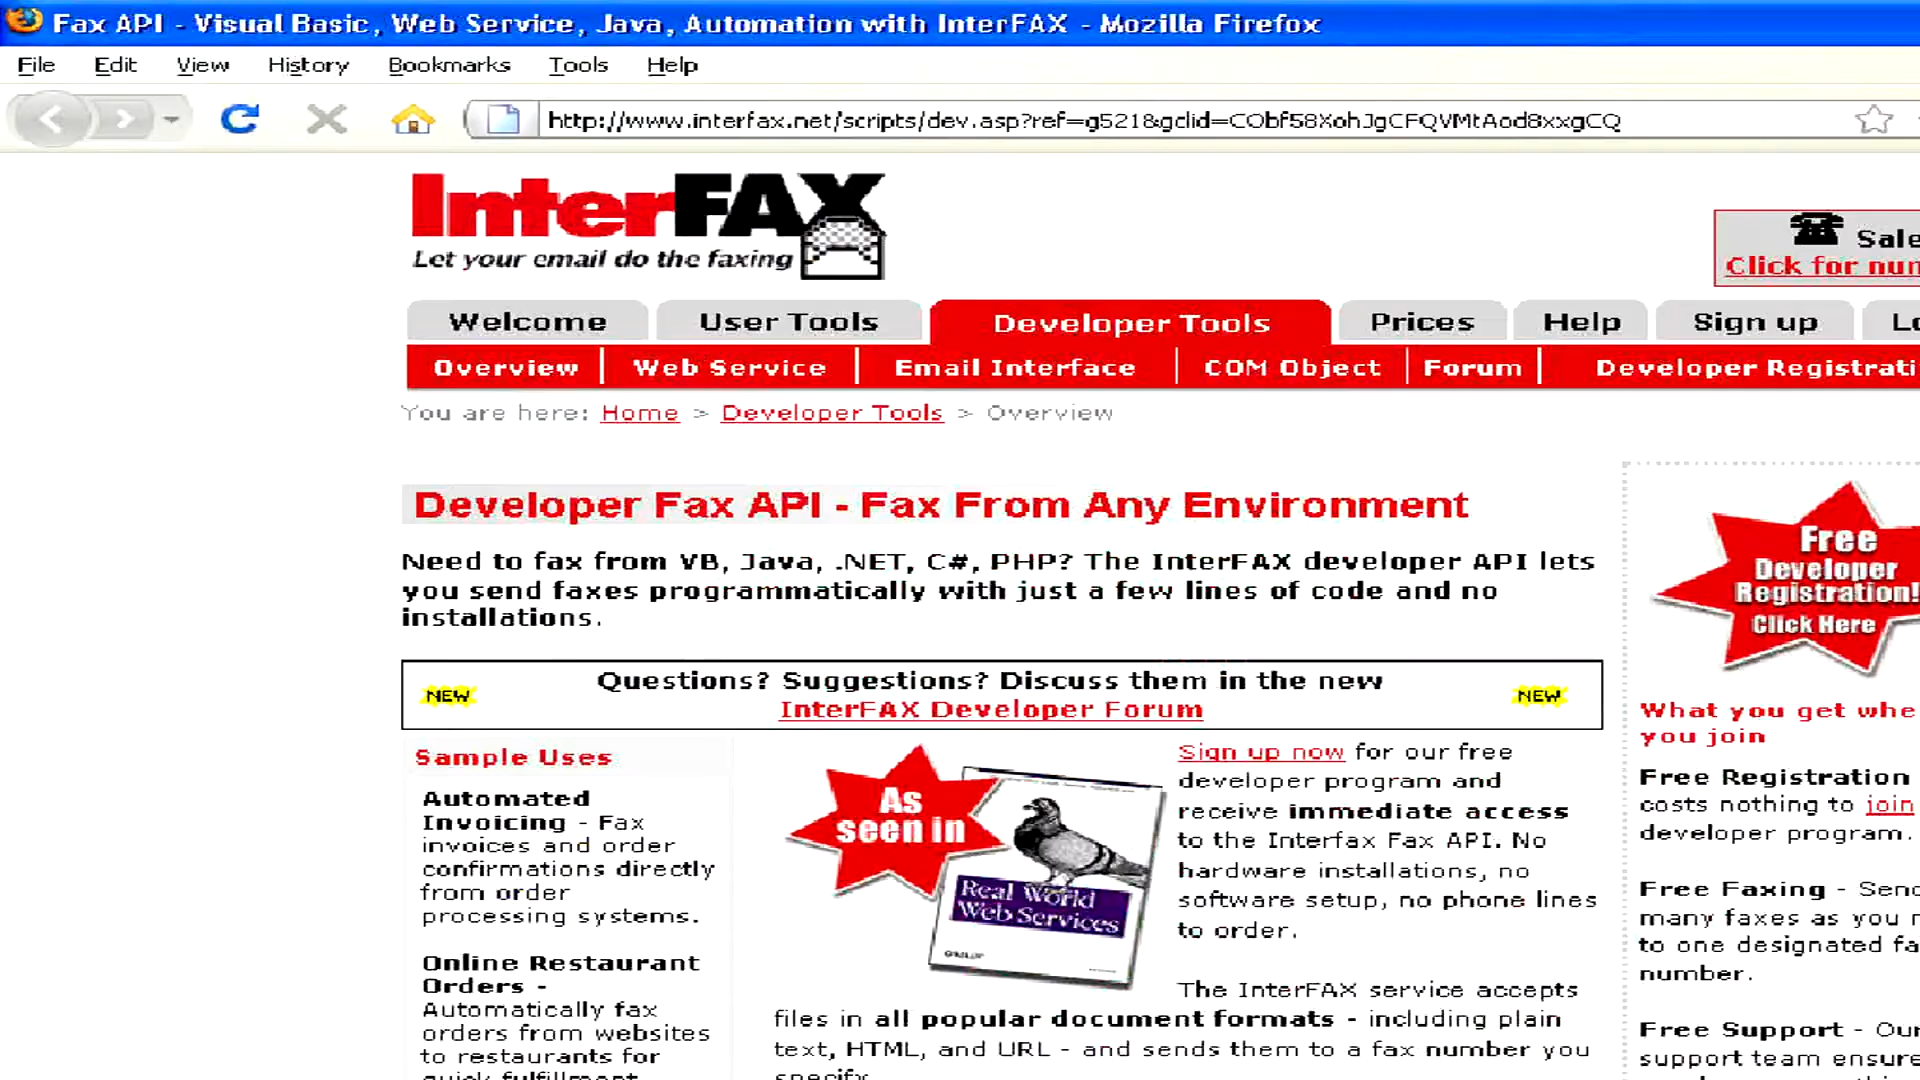 Fax API - Visual Basic, Web Service, Java, Automation with InterFAX - Mozilla Firefox
File Edit View History Bookmarks Tools Help
http://www.interfax.net/scripts/dev.asp?ref=g521&gclid=CObf58XohJgCFQVMtAod8xxgCQ
InterFAX
Let your email do the faxing
Click for
Welcome User Tools Developer Tools Prices Help Sign up
Overview Web Service Email Interface COM Object Forum Developer
You are here: Home > Developer Tools > Overview
Developer Fax API - Fax From Any Environment
Need to fax from VB, Java, .NET, C#, PHP? The InterFAX developer API lets
you send faxes programmatically with just a few lines of code and no
installations.
NEW
Questions? Suggestions? Discuss them in the new
InterFAX Developer Forum
NEW
Sample Uses
Automated
Invoicing - Fax
invoices and order
confirmations directly
from order
processing systems.
Online Restaurant
Orders -
Automatically fax
orders from websites
to restaurants for
quick fulfillment
As
seen in
Real World
Web Services
Sign up now for our free
developer program and
receive immediate access
to the Interfax Fax API. No
hardware installations, no
software setup, no phone lines
to order.
The InterFAX service accepts
files in all popular document formats - including plain
text, HTML, and URL - and sends them to a fax number you
specify
Free
Developer
Registration!
Click Here
What you get
you join
Free Registration
costs nothing to join
developer program.
Free Faxing -
many faxes as you
to one designated
number.
Free Support - Our
support team